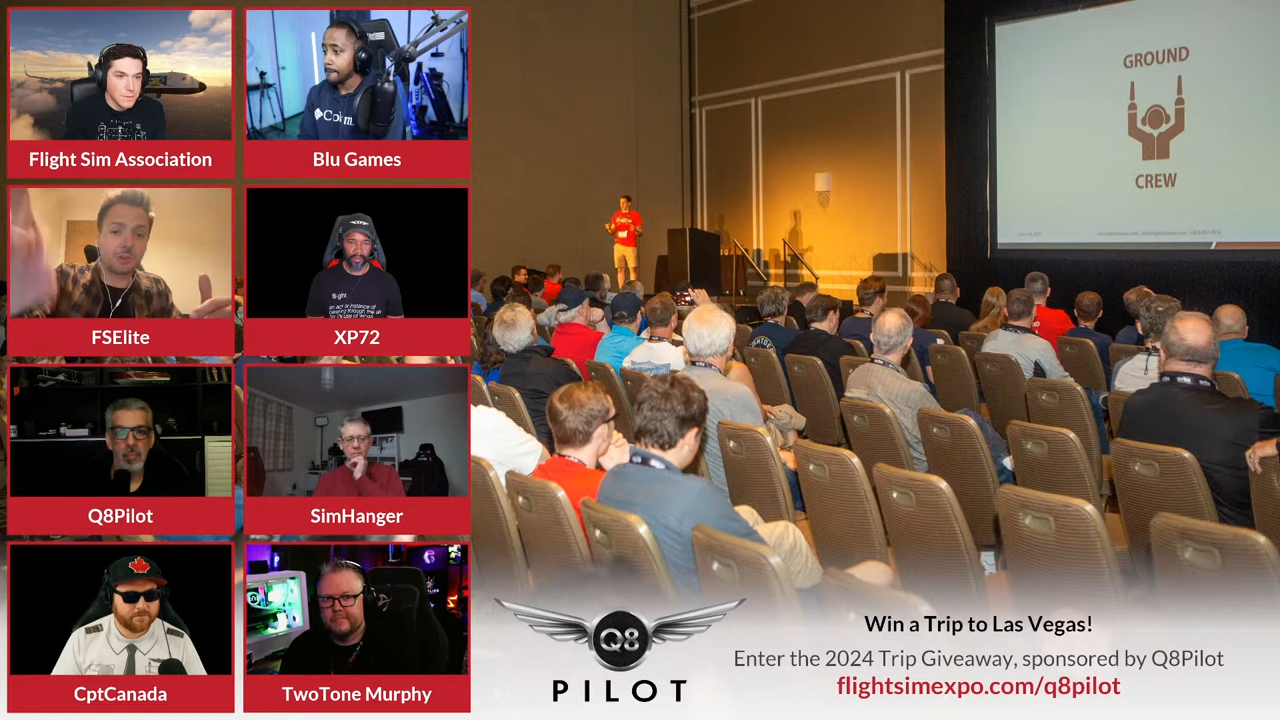 Flight Sim Association
Blu Games
FSElite
XP72
Q8Pilot
SimHanger
CptCanada
TwoTone Murphy
GROUND
CREW
flight
Q8
PILOT
Win a Trip to Las Vegas!
Enter the 2024 Trip Giveaway, sponsored by Q8Pilot
flightsimexpo.com/q8pilot